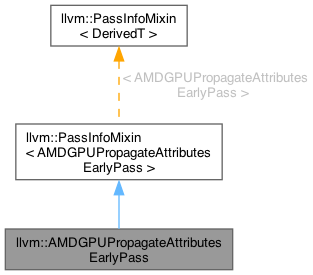 llvm::PassInfoMixin
< DerivedT >
< AMDGPUPropagateAttributes
EarlyPass >
llvm::PassInfoMixin
< AMDGPUPropagateAttributes
EarlyPass >
llvm::AMDGPUPropagateAttributes
EarlyPass